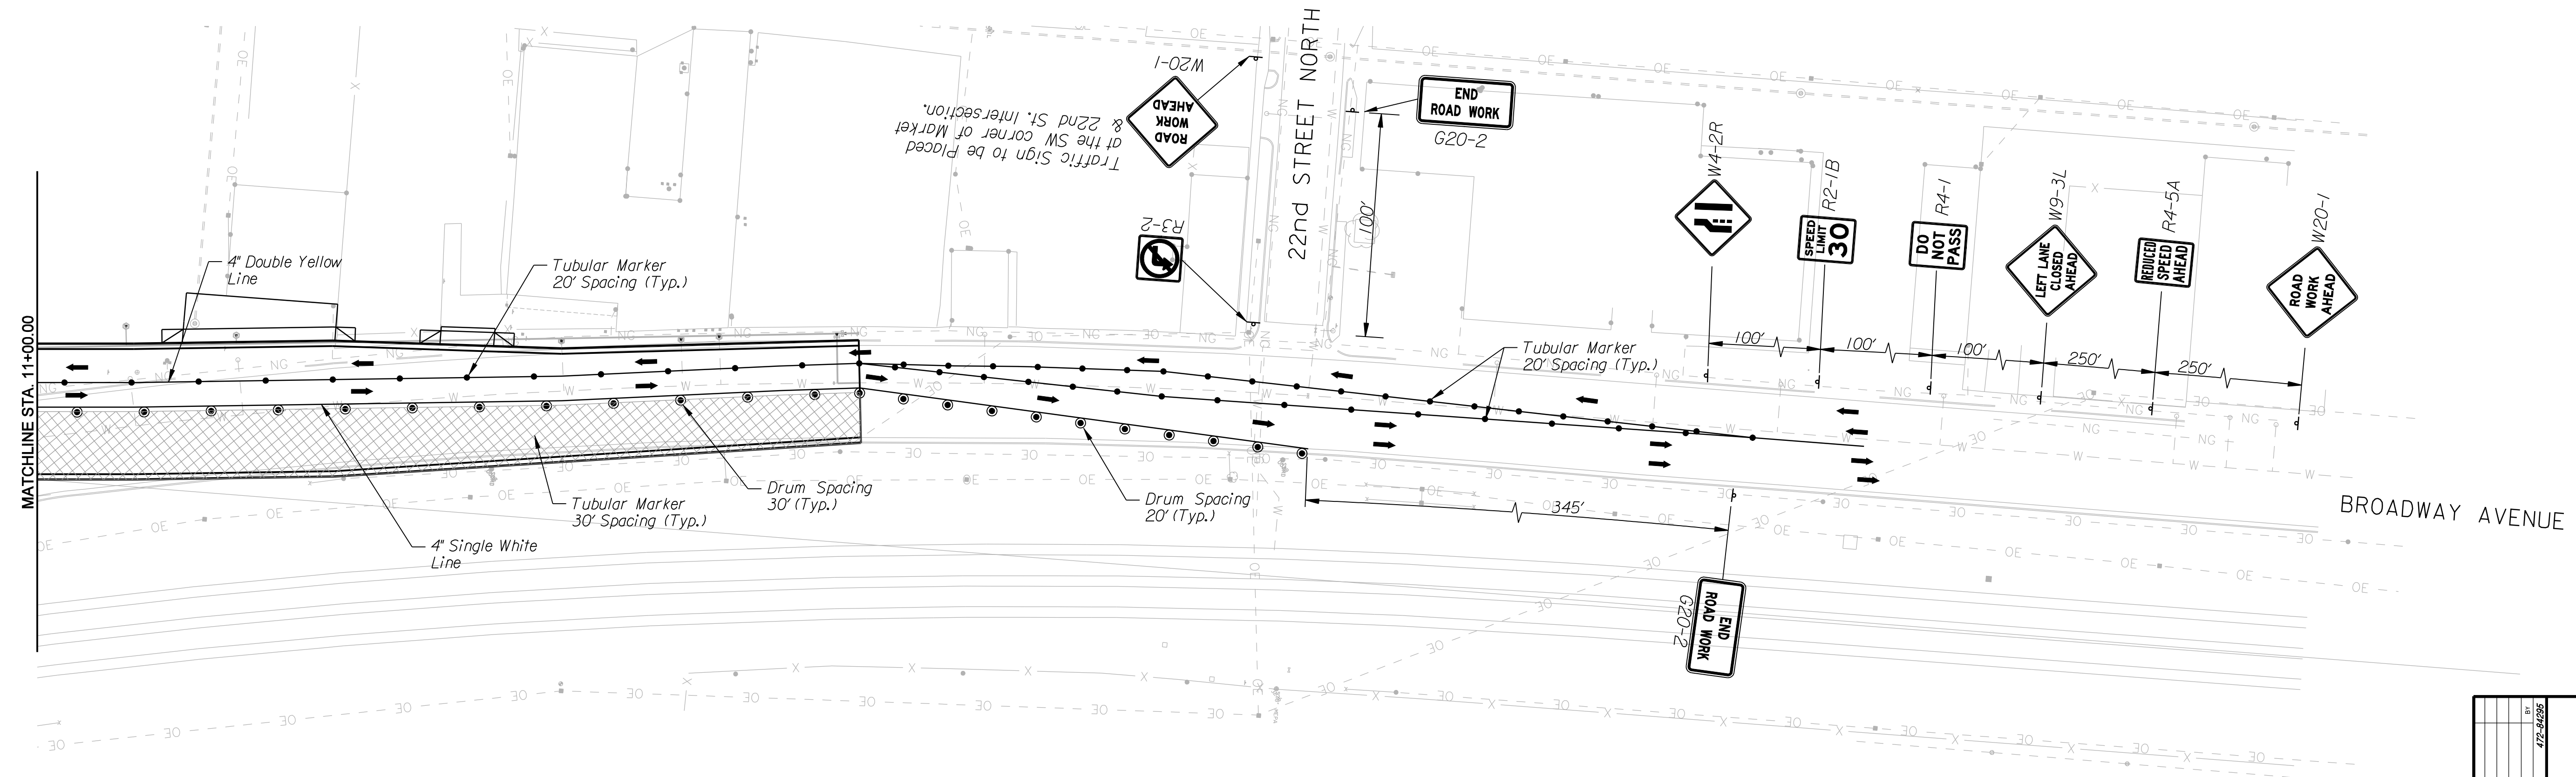 MATCHLINE STA. 11+00.00
4" Double Yellow
Line
Tubular Marker
20' Spacing (Typ.)
4" Single White
Line
Tubular Marker
30' Spacing (Typ.)
Drum Spacing
30' (Typ.)
Drum Spacing
20' (Typ.)
Traffic Sign to be Placed
at the SW corner of Market
& 22nd St. Intersection.
W20-1
ROAD
WORK
AHEAD
R3-2
22nd STREET NORTH
END
ROAD WORK
G20-2
100'
Tubular Marker
20' Spacing (Typ.)
W4-2R
R2-1B
SPEED
LIMIT
30
R4-1
DO
NOT
PASS
W9-3L
LEFT LANE
CLOSED
AHEAD
R4-5A
REDUCED
SPEED
AHEAD
W20-1
ROAD
WORK
AHEAD
100'
100'
100'
250'
250'
345'
END
ROAD WORK
G20-2
BROADWAY AVENUE
BY
472-84295
OE
NG
W
X